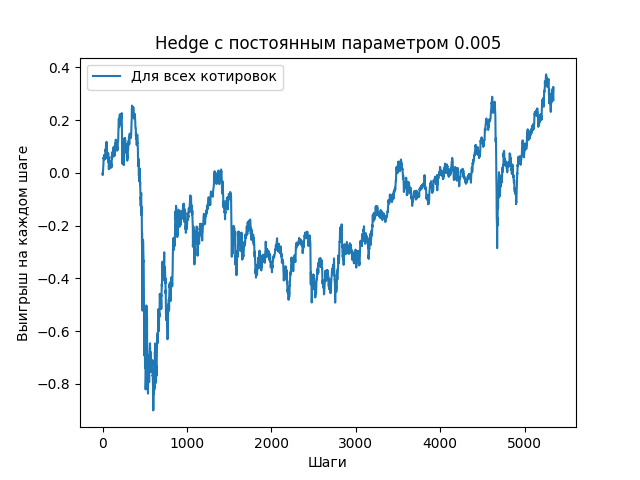 Hedge с постоянным параметром 0.005
Для всех котировок
0.4
0.2
0.0
−0.2
−0.4
−0.6
−0.8
Выигрыш на каждом шаге
0 1000 2000 3000 4000 5000
Шаги